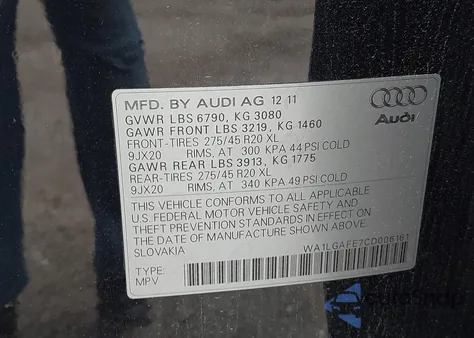 MFD. BY AUDI AG 12 11
GVWR LBS 6790, KG 3080
GAWR FRONT LBS 3219, KG 1460
FRONT-TIRES 275/45 R20 XL
9JX20 RIMS, AT 300 KPA 44 PSI COLD
GAWR REAR LBS 3913, KG 1775
REAR-TIRES 275/45 R20 XL
9JX20 RIMS, AT 340 KPA 49 PSI COLD
Audi
THIS VEHICLE CONFORMS TO ALL APPLICABLE
U.S. FEDERAL MOTOR VEHICLE SAFETY AND
THEFT PREVENTION STANDARDS IN EFFECT ON
THE DATE OF MANUFACTURE SHOWN ABOVE.
SLOVAKIA
WA1LGAFE7CD006161
TYPE:
MPV